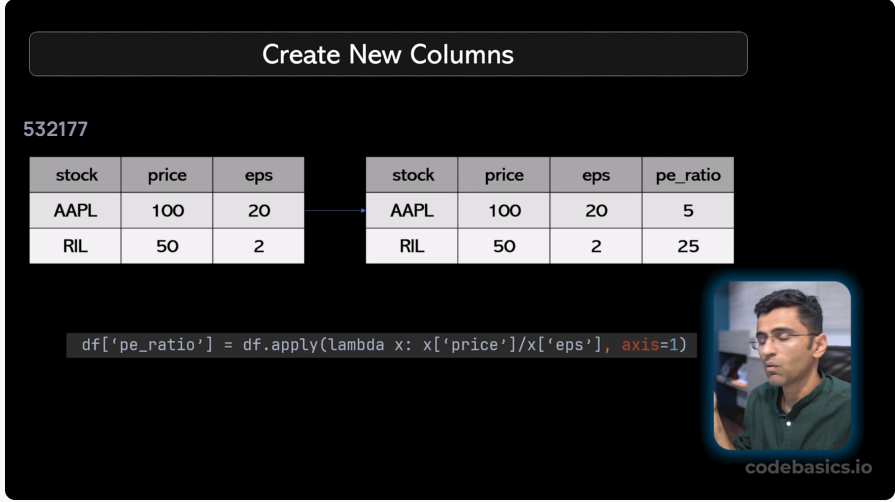 Create New Columns
532177
stock price eps
AAPL 100 20
RIL 50 2
stock price eps pe_ratio
AAPL 100 20 5
RIL 50 2 25
df[‘pe_ratio’] = df.apply(lambda x: x[‘price’]/x[‘eps’], axis=1)
codebasics.io